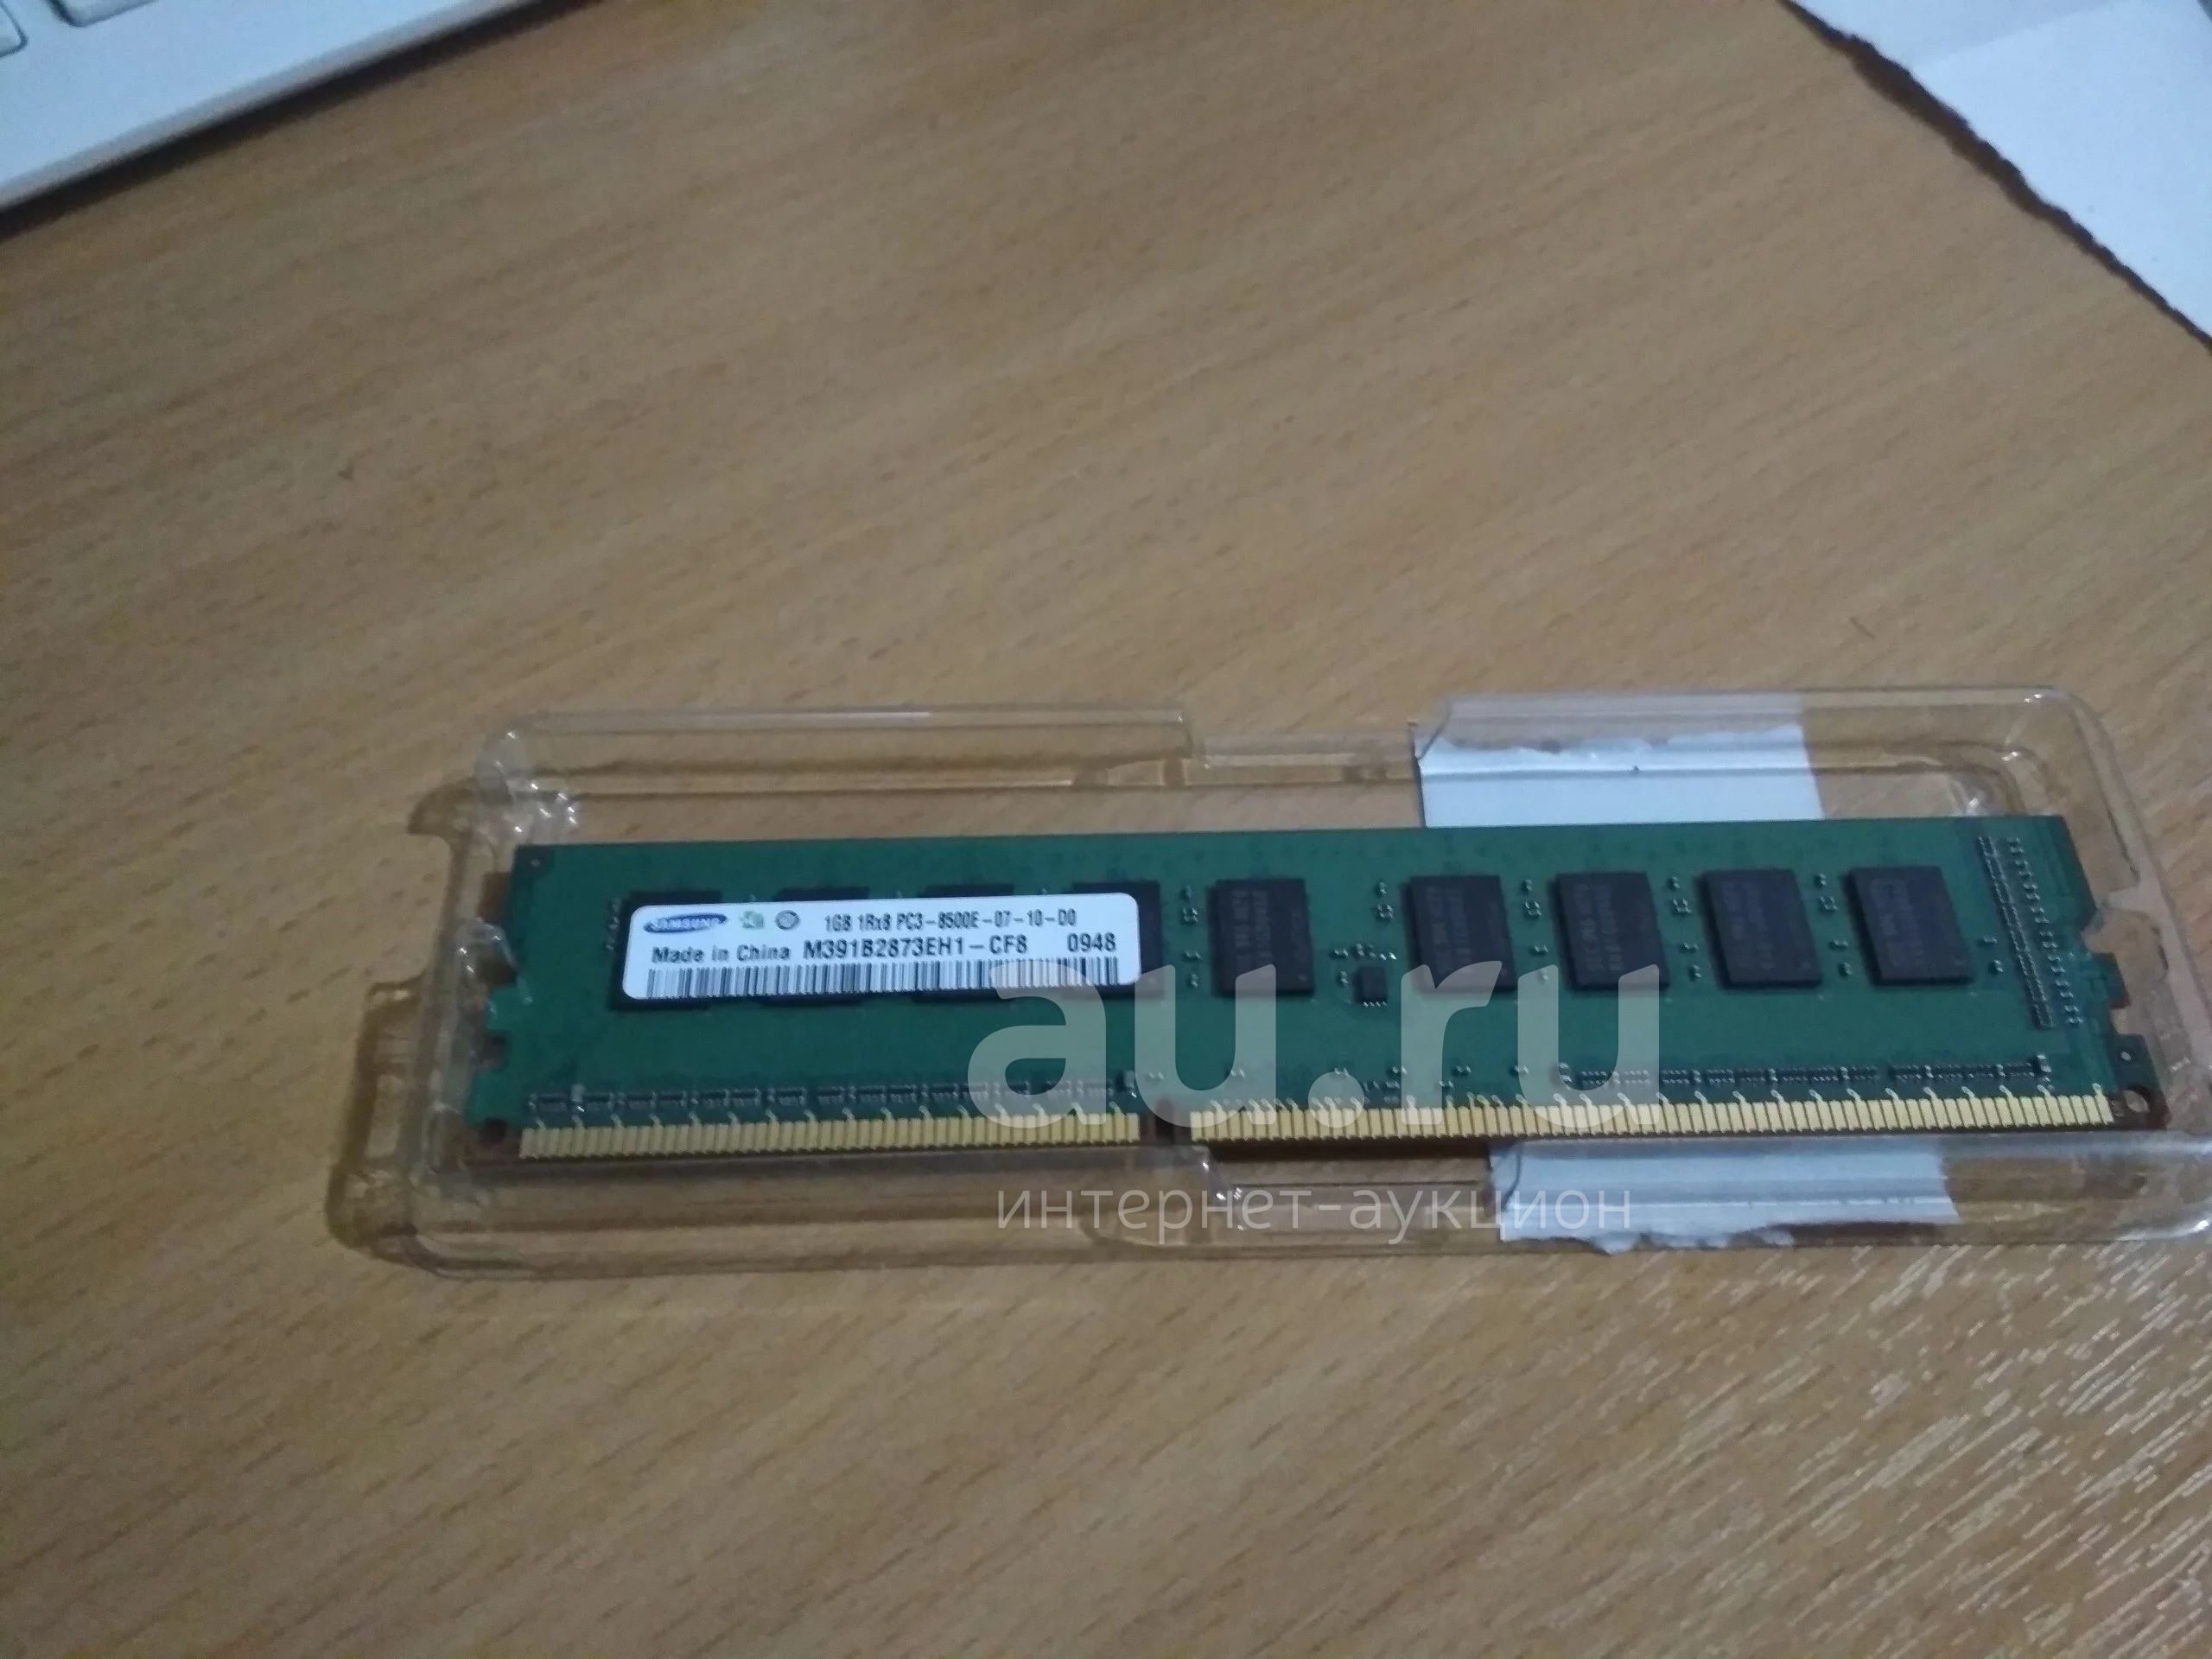 SAMSUNG 1GB 1Rx8 PC3-8500E-07-10-D0
Made in China M391B2873EH1-CF8 0948
au.ru
интернет-аукцион